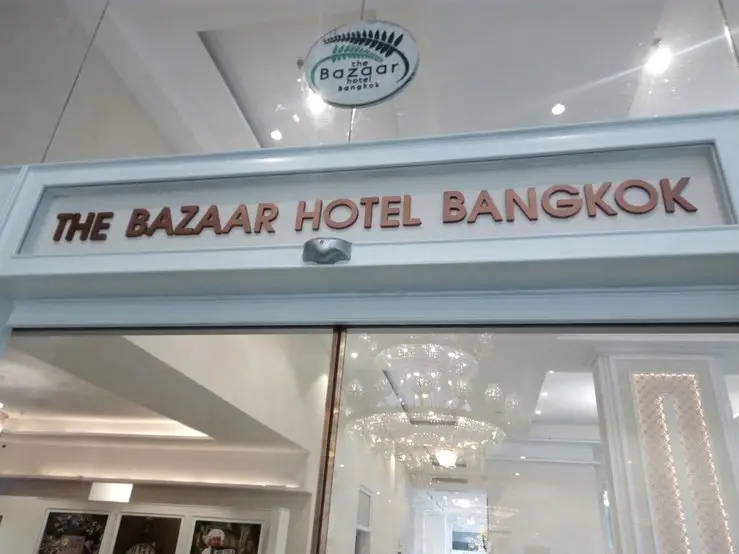 the
Bazaar
hotel
Bangkok
THE BAZAAR HOTEL BANGKOK